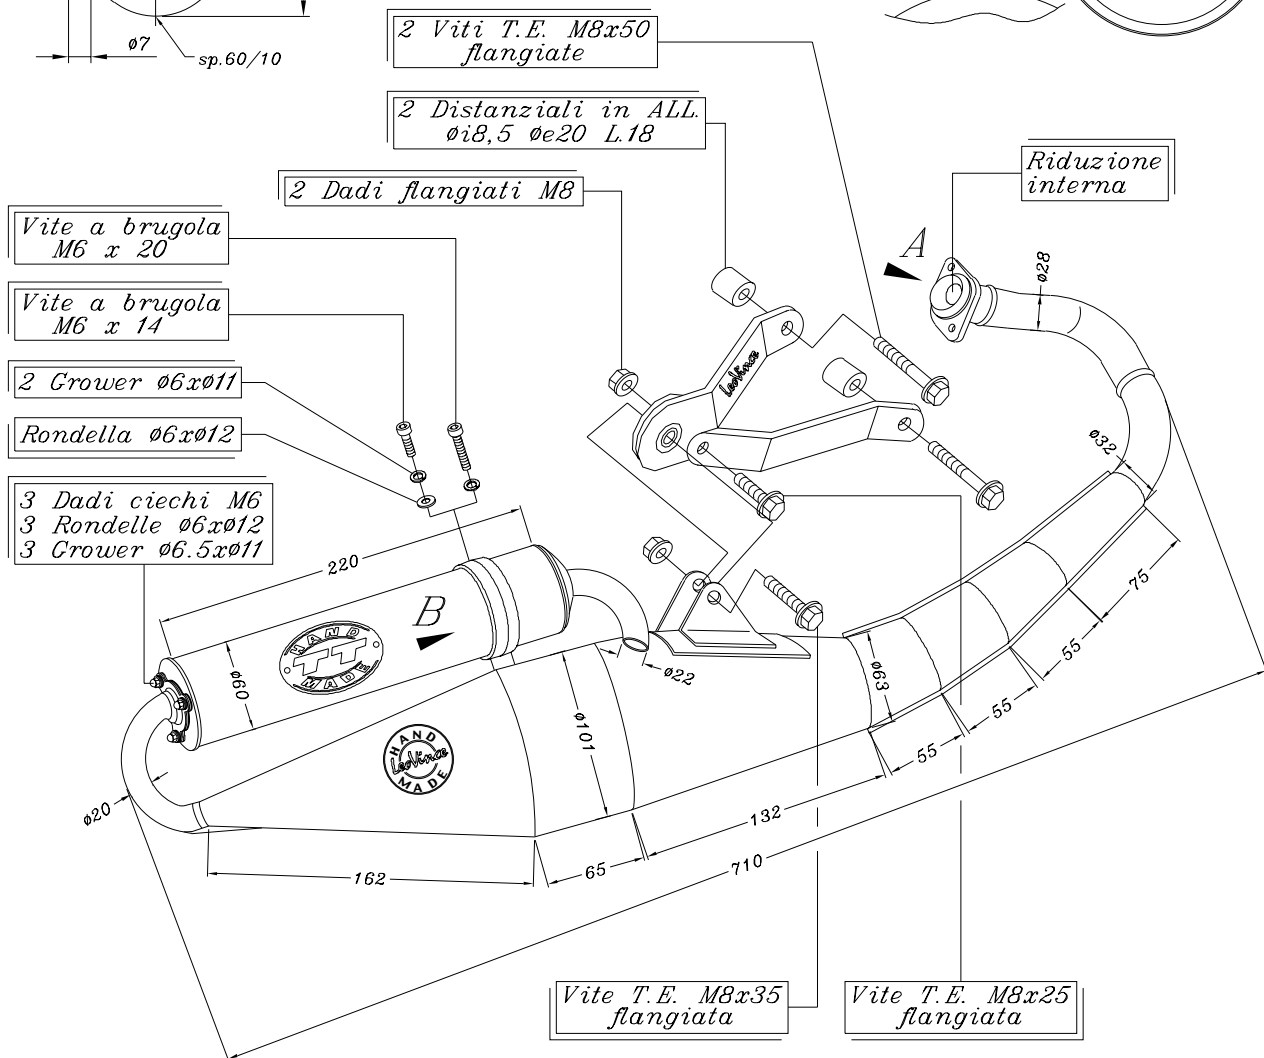 ø7
sp.60/10
2 Viti T.E. M8x50
flangiate
2 Distanziali in ALL.
øi8,5 øe20 L.18
2 Dadi flangiati M8
Riduzione
interna
Vite a brugola
M6 x 20
Vite a brugola
M6 x 14
2 Grower ø6xø11
Rondella ø6xø12
3 Dadi ciechi M6
3 Rondelle ø6xø12
3 Grower ø6.5xø11
A
ø28
LeoVince
ø32
220
B
HAND
TT
MADE
ø60
ø22
ø63
75
55
55
55
ø101
HAND
LeoVince
MADE
ø20
132
710
65
162
Vite T.E. M8x35
flangiata
Vite T.E. M8x25
flangiata